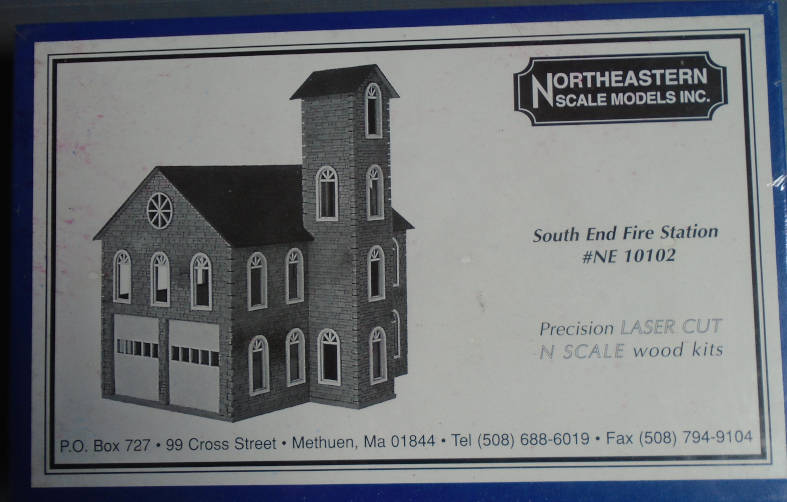 NORTHEASTERN
SCALE MODELS INC.
South End Fire Station
#NE 10102
Precision LASER CUT
N SCALE wood kits
P.O. Box 727 • 99 Cross Street • Methuen, Ma 01844 • Tel (508) 688-6019 • Fax (508) 794-9104